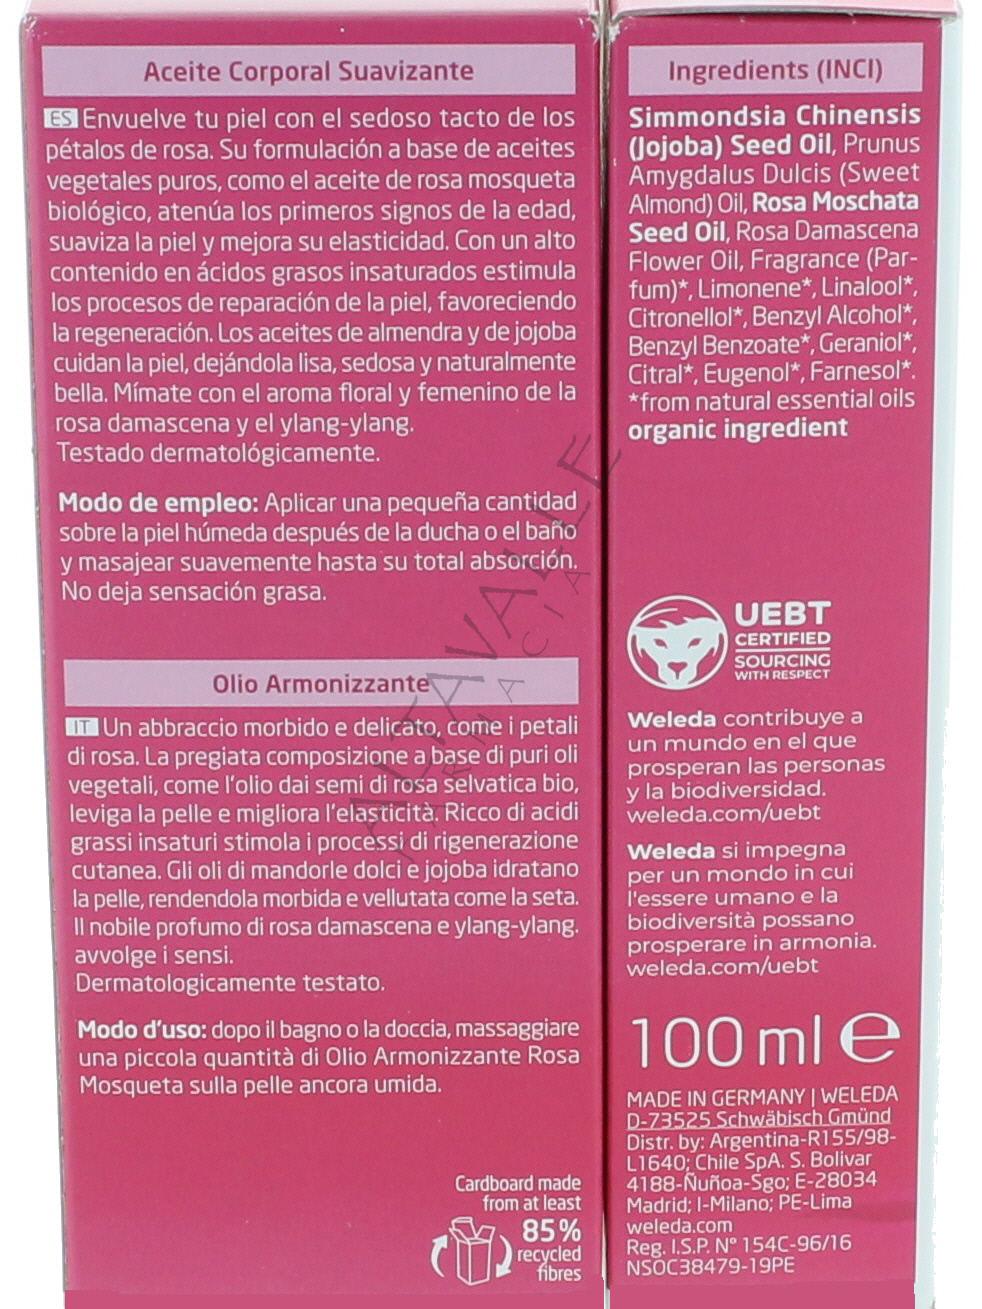 Aceite Corporal Suavizante
ES Envuelve tu piel con el sedoso tacto de los
pétalos de rosa. Su formulación a base de aceites
vegetales puros, como el aceite de rosa mosqueta
biológico, atenúa los primeros signos de la edad,
suaviza la piel y mejora su elasticidad. Con un alto
contenido en ácidos grasos insaturados estimula
los procesos de reparación de la piel, favoreciendo
la regeneración. Los aceites de almendra y de jojoba
cuidan la piel, dejándola lisa, sedosa y naturalmente
bella. Mímate con el aroma floral y femenino de la
rosa damascena y el ylang-ylang.
Testado dermatológicamente.
Modo de empleo: Aplicar una pequeña cantidad
sobre la piel húmeda después de la ducha o el baño
y masajear suavemente hasta su total absorción.
No deja sensación grasa.
Olio Armonizzante
IT Un abbraccio morbido e delicato, come i petali
di rosa. La pregiata composizione a base di puri oli
vegetali, come l'olio dai semi di rosa selvatica bio,
leviga la pelle e migliora l'elasticità. Ricco di acidi
grassi insaturi stimola i processi di rigenerazione
cutanea. Gli oli di mandorle dolci e jojoba idratano
la pelle, rendendola morbida e vellutata come la seta.
Il nobile profumo di rosa damascena e ylang-ylang.
avvolge i sensi.
Dermatologicamente testato.
Modo d'uso: dopo il bagno o la doccia, massaggiare
una piccola quantità di Olio Armonizzante Rosa
Mosqueta sulla pelle ancora umida.
Cardboard made
from at least
85%
recycled
fibres
Ingredients (INCI)
Simmondsia Chinensis
(Jojoba) Seed Oil, Prunus
Amygdalus Dulcis (Sweet
Almond) Oil, Rosa Moschata
Seed Oil, Rosa Damascena
Flower Oil, Fragrance (Par-
fum)*, Limonene*, Linalool*,
Citronellol*, Benzyl Alcohol*,
Benzyl Benzoate*, Geraniol*,
Citral*, Eugenol*, Farnesol*.
*from natural essential oils
organic ingredient
UEBT
CERTIFIED
SOURCING
WITH RESPECT
Weleda contribuye a
un mundo en el que
prosperan las personas
y la biodiversidad.
weleda.com/uebt
Weleda si impegna
per un mondo in cui
l'essere umano e la
biodiversità possano
prosperare in armonia.
weleda.com/uebt
100 ml e
MADE IN GERMANY | WELEDA
D-73525 Schwäbisch Gmünd
Distr. by: Argentina-R155/98-
L1640; Chile SpA. S. Bolivar
4188-Ñuñoa-Sgo; E-28034
Madrid; I-Milano; PE-Lima
weleda.com
Reg. I.S.P. N° 154C-96/16
NSOC38479-19PE
ALTAVALLE
FARMACIA